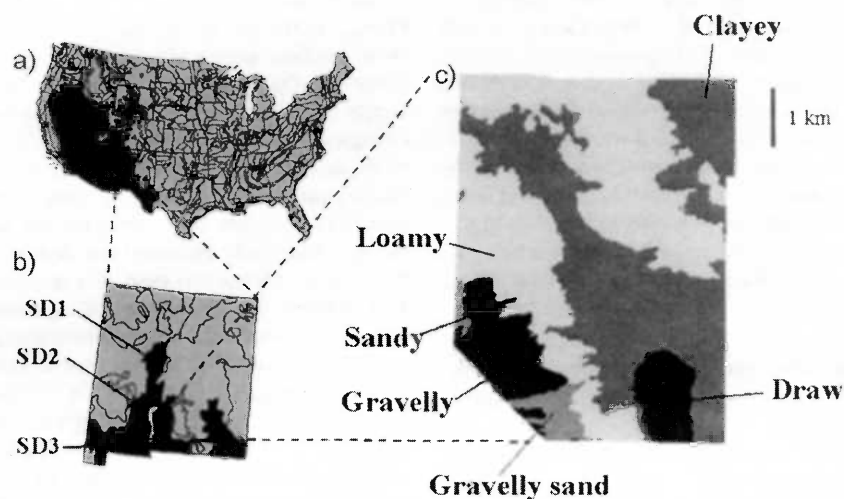 a)
c)
Clayey
1 km
Loamy
b)
SD1
Sandy
SD2
Gravelly
Draw
SD3
Gravelly sand